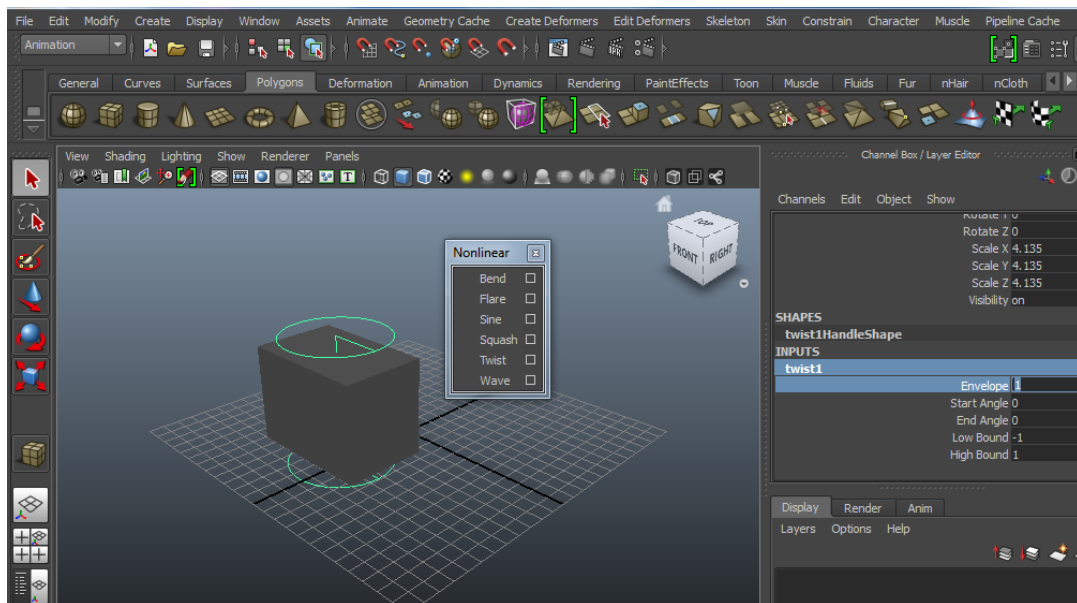 File Edit Modify Create Display Window Assets Animate Geometry Cache Create Deformers Edit Deformers Skeleton Skin Constrain Character Muscle Pipeline Cache
Animation
General Curves Surfaces Polygons Deformation Animation Dynamics Rendering PaintEffects Toon Muscle Fluids Fur nHair nCloth
View Shading Lighting Show Renderer Panels
Channel Box / Layer Editor
Channels Edit Object Show
Rotate Y 0
Rotate Z 0
Scale X 4.135
Scale Y 4.135
Scale Z 4.135
Visibility on
SHAPES
twist1HandleShape
INPUTS
twist1
Envelope 1
Start Angle 0
End Angle 0
Low Bound -1
High Bound 1
TOP
FRONT RIGHT
Nonlinear
Bend
Flare
Sine
Squash
Twist
Wave
Display Render Anim
Layers Options Help